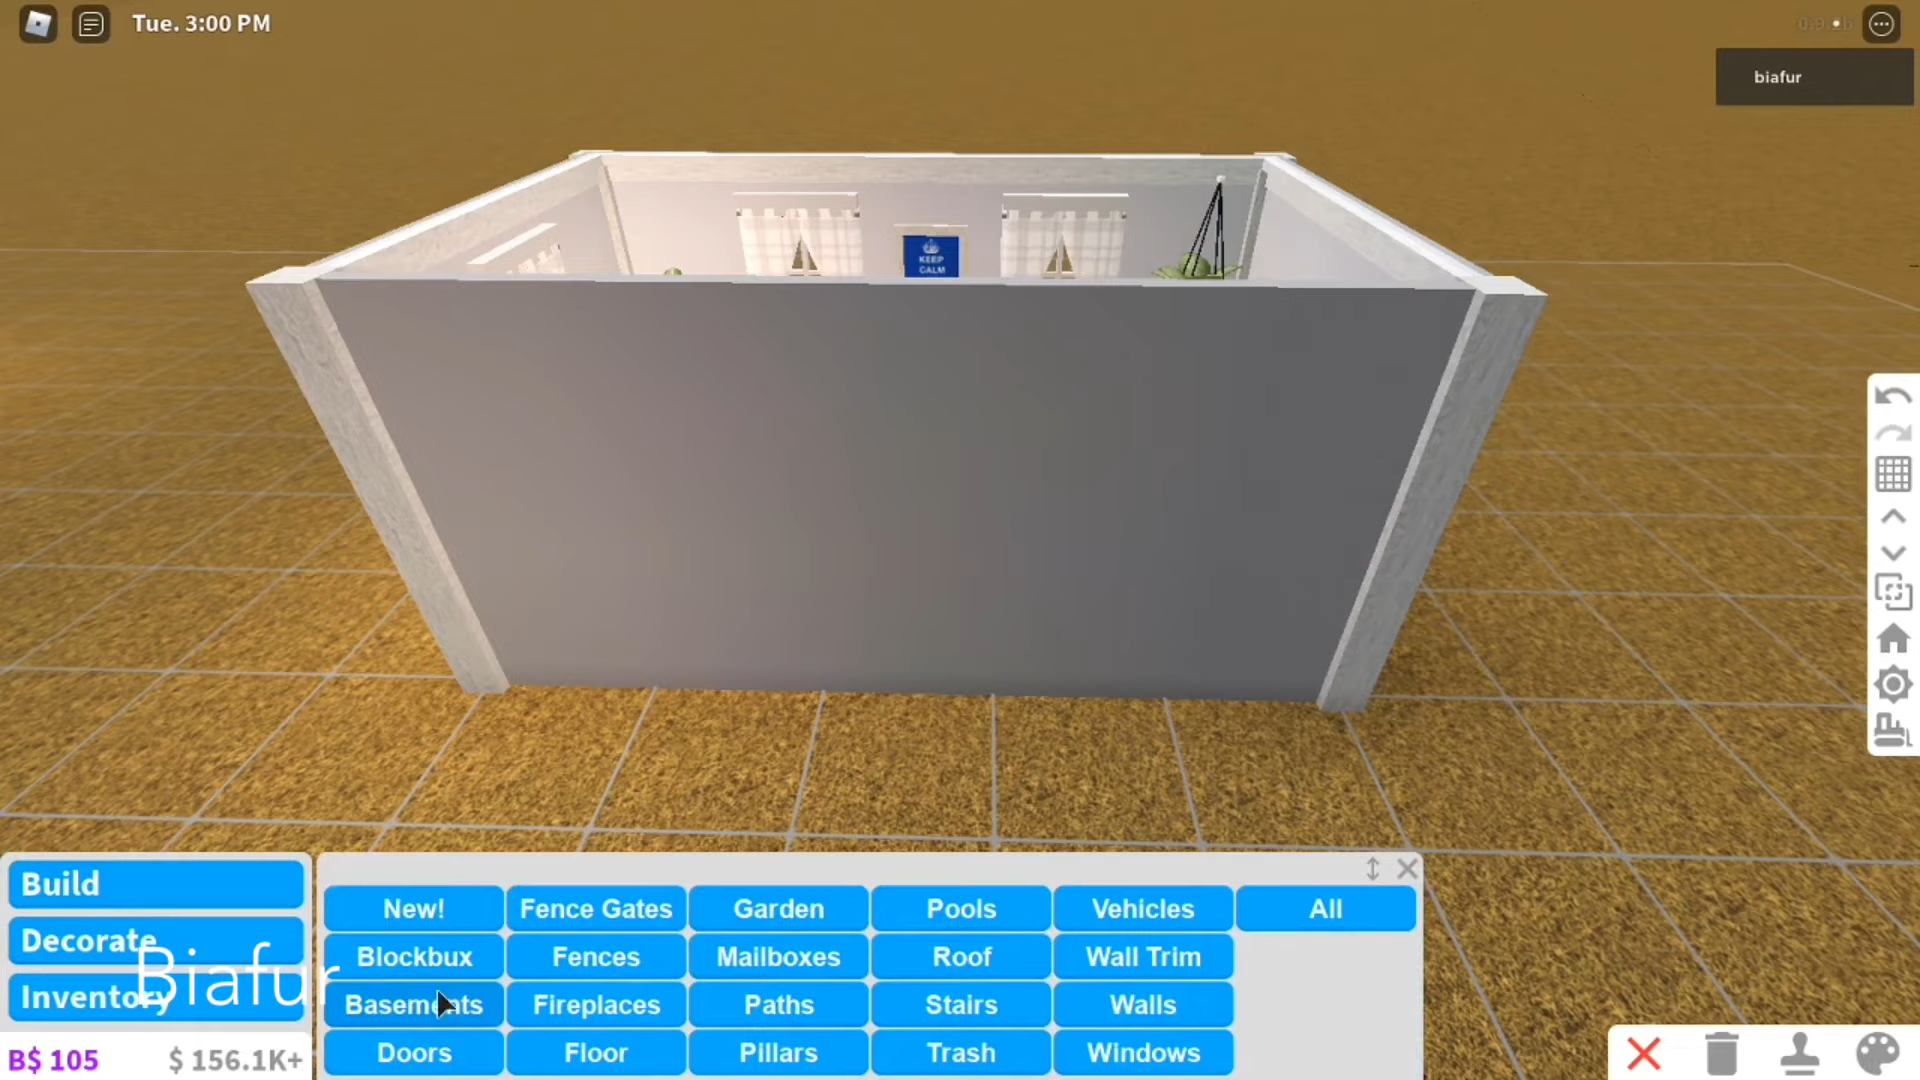 Tue. 3:00 PM
biafur
KEEP
CALM
Build
Decorate
Inventory
Biafur
B$ 105
$ 156.1K+
New!
Fence Gates
Garden
Pools
Vehicles
All
Blockbux
Fences
Mailboxes
Roof
Wall Trim
Basements
Fireplaces
Paths
Stairs
Walls
Doors
Floor
Pillars
Trash
Windows